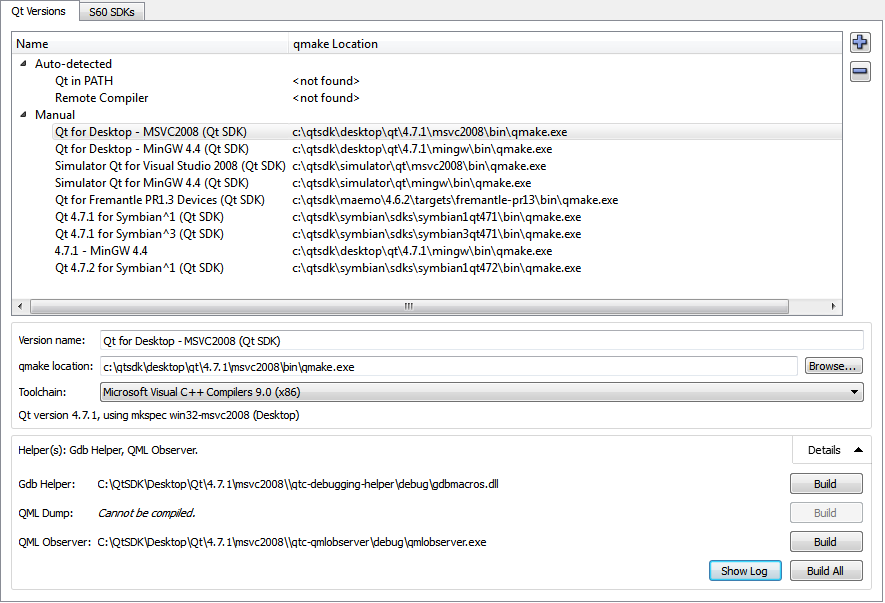 Qt Versions S60 SDKs
Name qmake Location
Auto-detected
Qt in PATH <not found>
Remote Compiler <not found>
Manual
Qt for Desktop - MSVC2008 (Qt SDK) c:\qtsdk\desktop\qt\4.7.1\msvc2008\bin\qmake.exe
Qt for Desktop - MinGW 4.4 (Qt SDK) c:\qtsdk\desktop\qt\4.7.1\mingw\bin\qmake.exe
Simulator Qt for Visual Studio 2008 (Qt SDK) c:\qtsdk\simulator\qt\msvc2008\bin\qmake.exe
Simulator Qt for MinGW 4.4 (Qt SDK) c:\qtsdk\simulator\qt\mingw\bin\qmake.exe
Qt for Fremantle PR1.3 Devices (Qt SDK) c:\qtsdk\maemo\4.6.2\targets\fremantle-pr13\bin\qmake.exe
Qt 4.7.1 for Symbian^1 (Qt SDK) c:\qtsdk\symbian\sdks\symbian1qt471\bin\qmake.exe
Qt 4.7.1 for Symbian^3 (Qt SDK) c:\qtsdk\symbian\sdks\symbian3qt471\bin\qmake.exe
4.7.1 - MinGW 4.4 c:\qtsdk\desktop\qt\4.7.1\mingw\bin\qmake.exe
Qt 4.7.2 for Symbian^1 (Qt SDK) c:\qtsdk\symbian\sdks\symbian1qt472\bin\qmake.exe
Version name: Qt for Desktop - MSVC2008 (Qt SDK)
qmake location: c:\qtsdk\desktop\qt\4.7.1\msvc2008\bin\qmake.exe Browse...
Toolchain: Microsoft Visual C++ Compilers 9.0 (x86)
Qt version 4.7.1, using mkspec win32-msvc2008 (Desktop)
Helper(s): Gdb Helper, QML Observer. Details
Gdb Helper: C:\QtSDK\Desktop\Qt\4.7.1\msvc2008\\qtc-debugging-helper\debug\gdbmacros.dll Build
QML Dump: Cannot be compiled. Build
QML Observer: C:\QtSDK\Desktop\Qt\4.7.1\msvc2008\\qtc-qmlobserver\debug\qmlobserver.exe Build
Show Log Build All